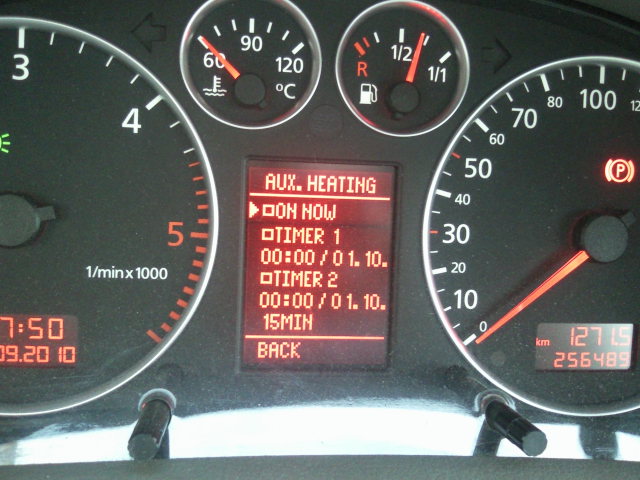 3
4
5
1/min x 1000
7:50
09.2010
60
90
120
°C
R
1/2
1/1
AUX. HEATING
ON NOW
TIMER 1
00:00/01.10.
TIMER 2
00:00/01.10.
15MIN
BACK
0
10
20
30
40
50
60
70
80
100
P
km
1271.5
256489